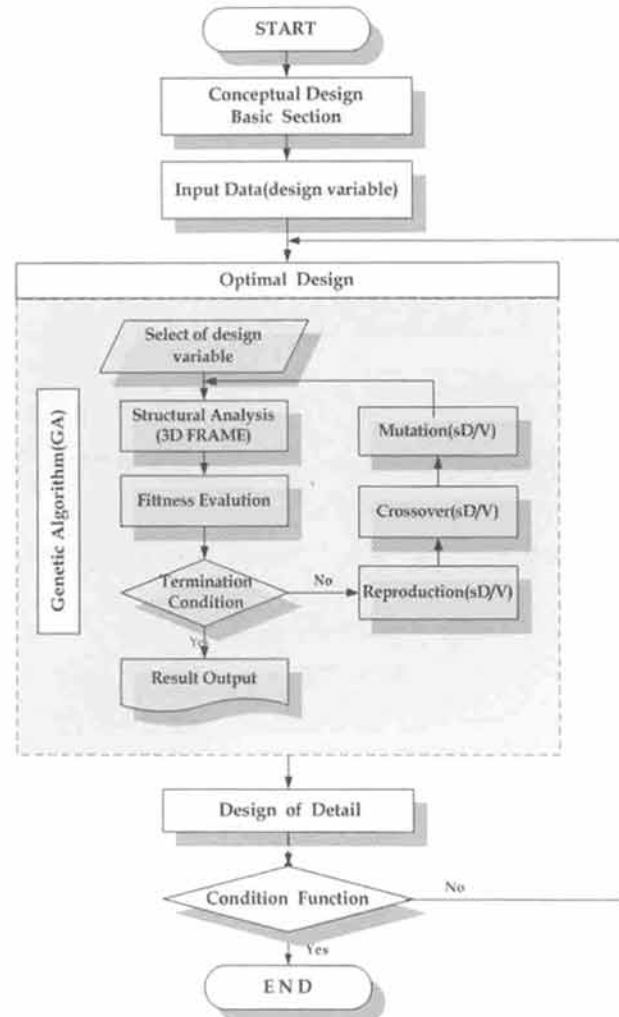 START
Conceptual Design
Basic Section
Input Data(design variable)
Optimal Design
Select of design
variable
Genetic Algorithm(GA)
Structural Analysis
(3D FRAME)
Mutation(sD/V)
Fittness Evalution
Crossover(sD/V)
Termination
Condition
No
Reproduction(sD/V)
Yes
Result Output
Design of Detail
Condition Function
No
Yes
END